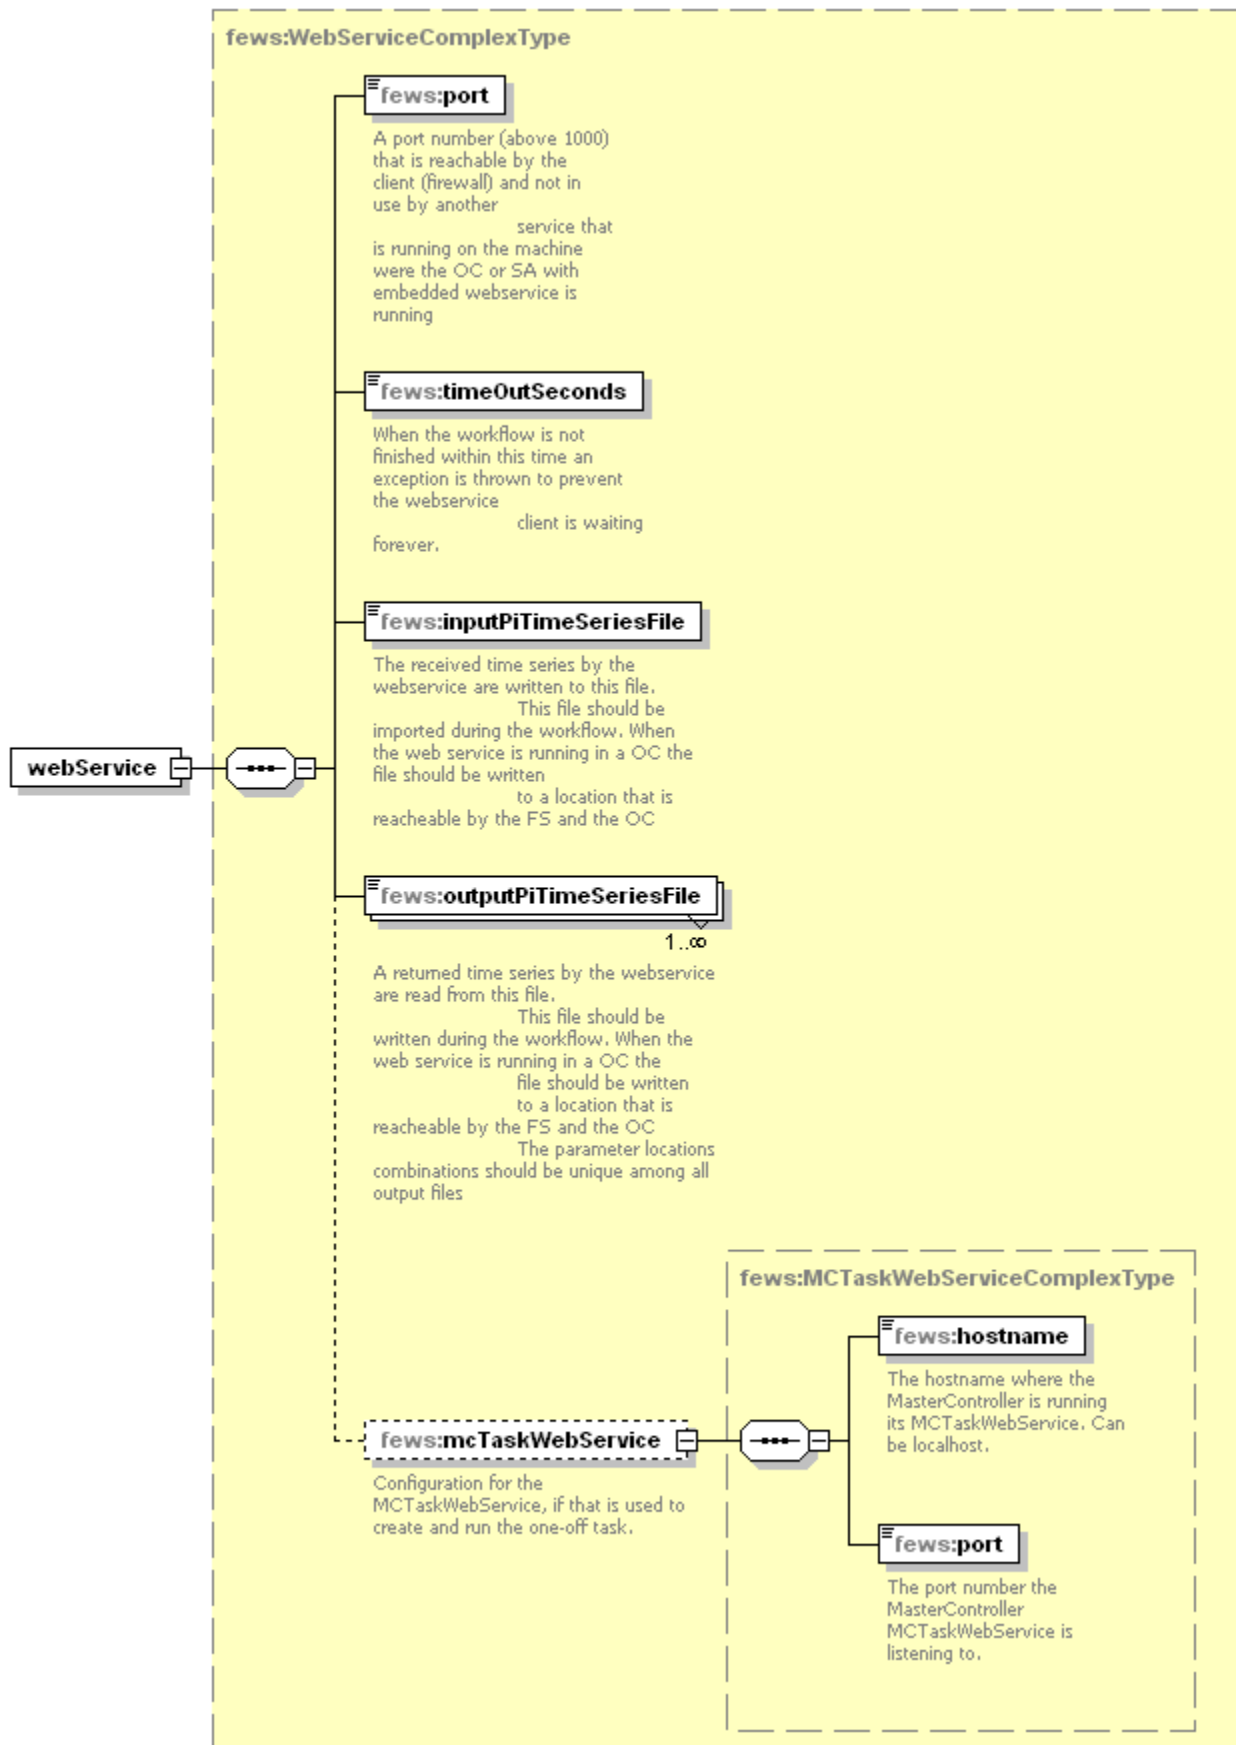 fews:WebServiceComplexType
fews:port
A port number (above 1000)
that is reachable by the
client (firewall) and not in
use by another
service that
is running on the machine
were the OC or SA with
embedded webservice is
running
fews:timeOutSeconds
When the workflow is not
finished within this time an
exception is thrown to prevent
the webservice
client is waiting
forever.
fews:inputPiTimeSeriesFile
The received time series by the
webservice are written to this file.
This file should be
imported during the workflow. When
the web service is running in a OC the
file should be written
to a location that is
reacheable by the FS and the OC
webService
fews:outputPiTimeSeriesFile
1..∞
A returned time series by the webservice
are read from this file.
This file should be
written during the workflow. When the
web service is running in a OC the
file should be written
to a location that is
reacheable by the FS and the OC
The parameter locations
combinations should be unique among all
output files
fews:mcTaskWebService
Configuration for the
MCTaskWebService, if that is used to
create and run the one-off task.
fews:MCTaskWebServiceComplexType
fews:hostname
The hostname where the
MasterController is running
its MCTaskWebService. Can
be localhost.
fews:port
The port number the
MasterController
MCTaskWebService is
listening to.